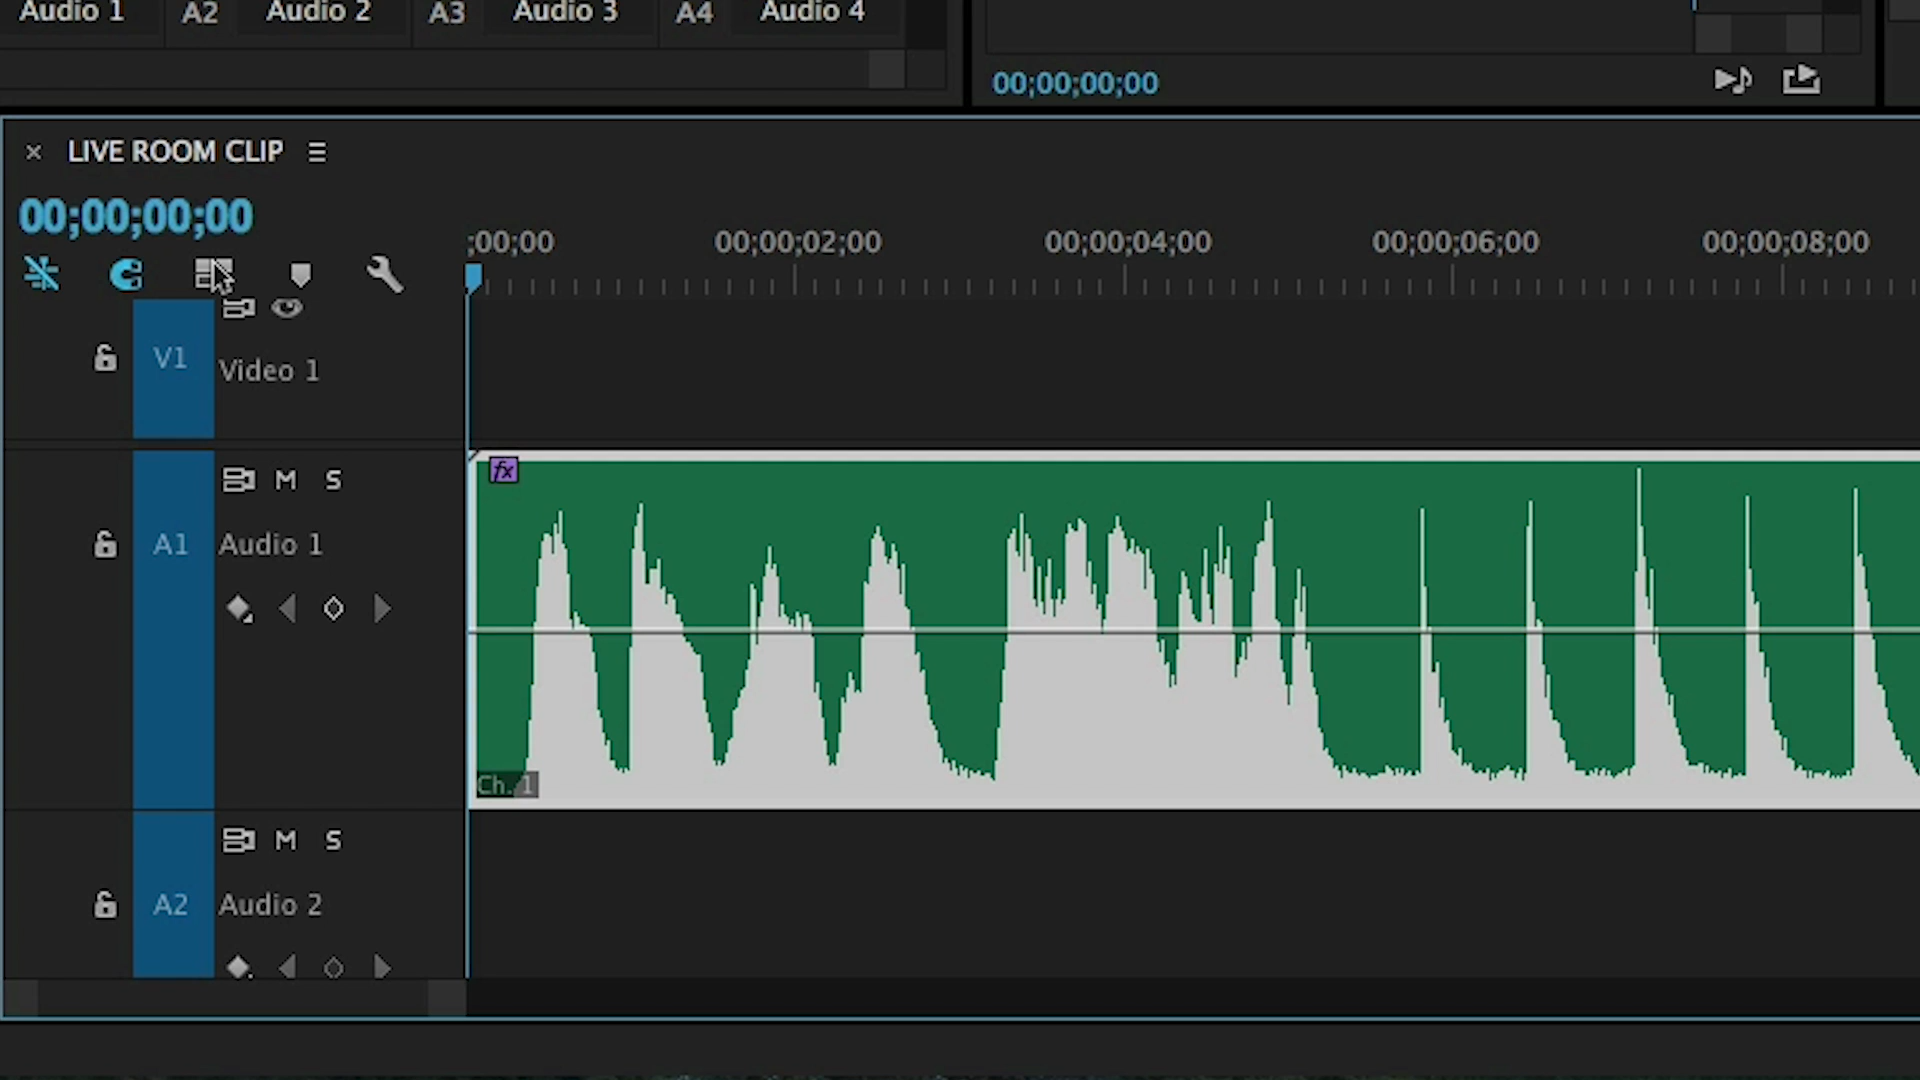 Audio 1 A2 Audio 2 A3 Audio 3 A4 Audio 4
00;00;00;00
LIVE ROOM CLIP
00;00;00;00
;00;00 00;00;02;00 00;00;04;00 00;00;06;00 00;00;08;00
V1 Video 1
fx
M S
A1 Audio 1
Ch. 1
M S
A2 Audio 2